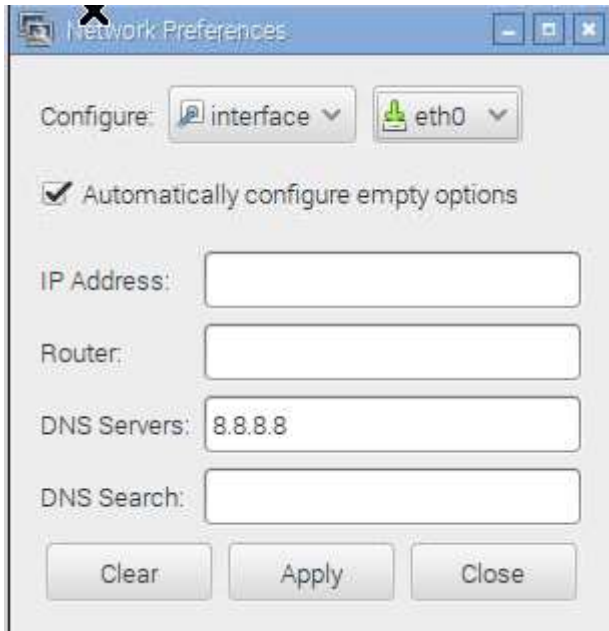 Network Preferences
Configure: interface eth0
Automatically configure empty options
IP Address:
Router:
DNS Servers: 8.8.8.8
DNS Search:
Clear Apply Close